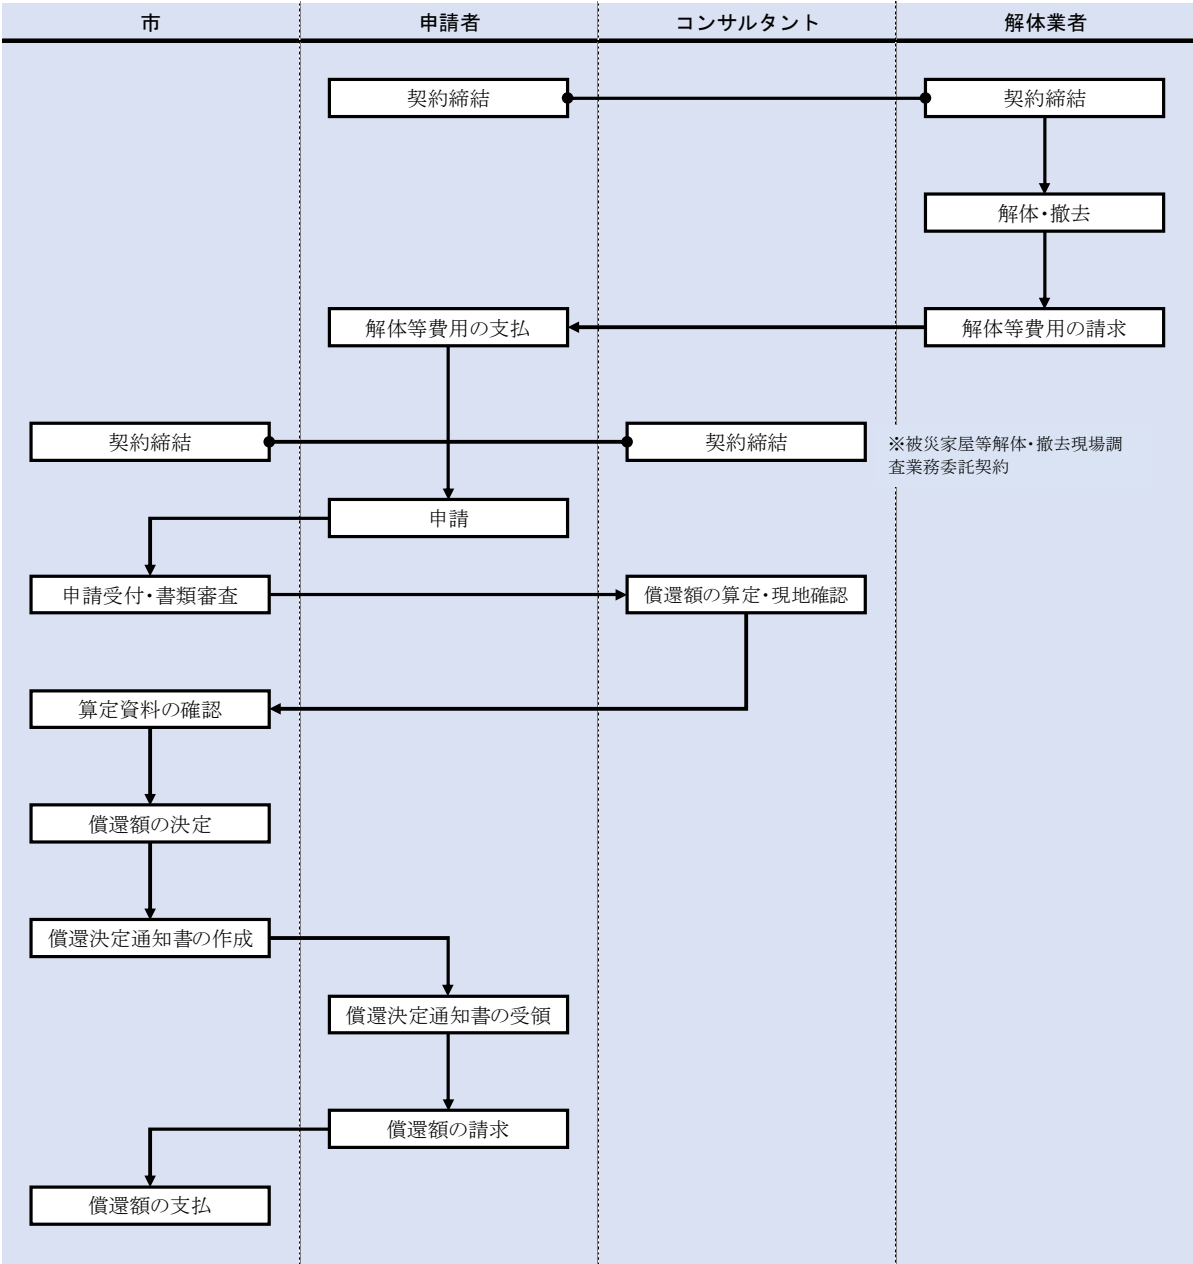 市
申請者
コンサルタント
解体業者
契約締結
契約締結
解体・撤去
解体等費用の支払
解体等費用の請求
契約締結
契約締結
※被災家屋等解体・撤去現場調
査業務委託契約
申請
申請受付・書類審査
償還額の算定・現地確認
算定資料の確認
償還額の決定
償還決定通知書の作成
償還決定通知書の受領
償還額の請求
償還額の支払